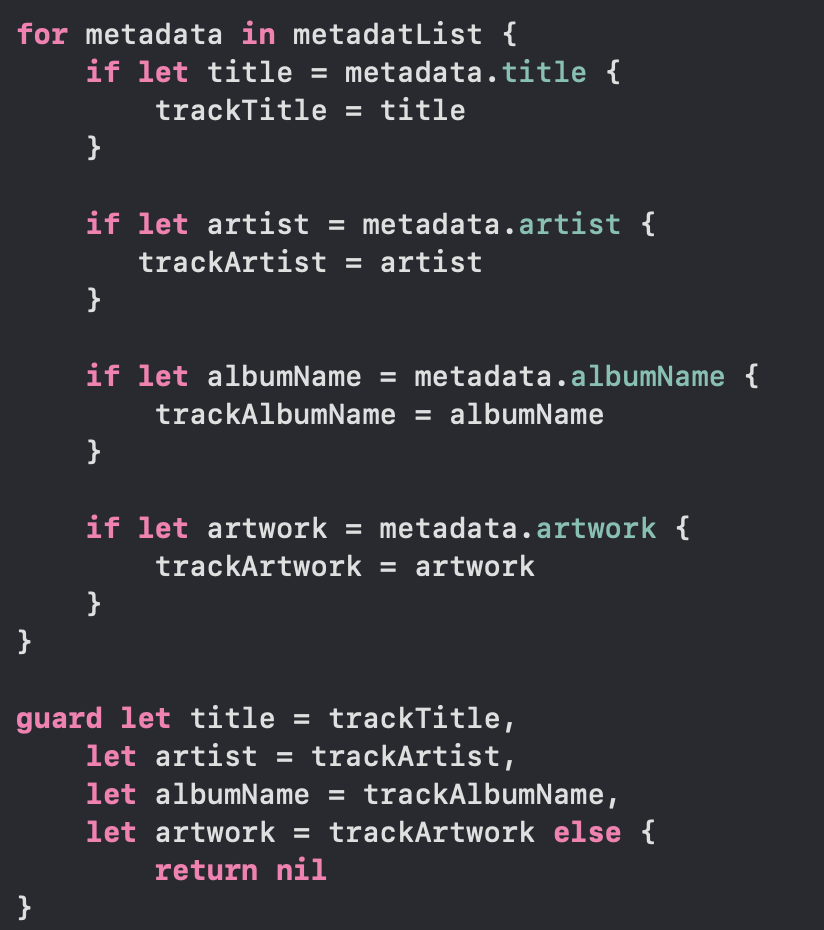 for metadata in metadatList {
    if let title = metadata.title {
        trackTitle = title
    }

    if let artist = metadata.artist {
       trackArtist = artist
    }

    if let albumName = metadata.albumName {
        trackAlbumName = albumName
    }

    if let artwork = metadata.artwork {
        trackArtwork = artwork
    }
}

guard let title = trackTitle,
    let artist = trackArtist,
    let albumName = trackAlbumName,
    let artwork = trackArtwork else {
        return nil
}